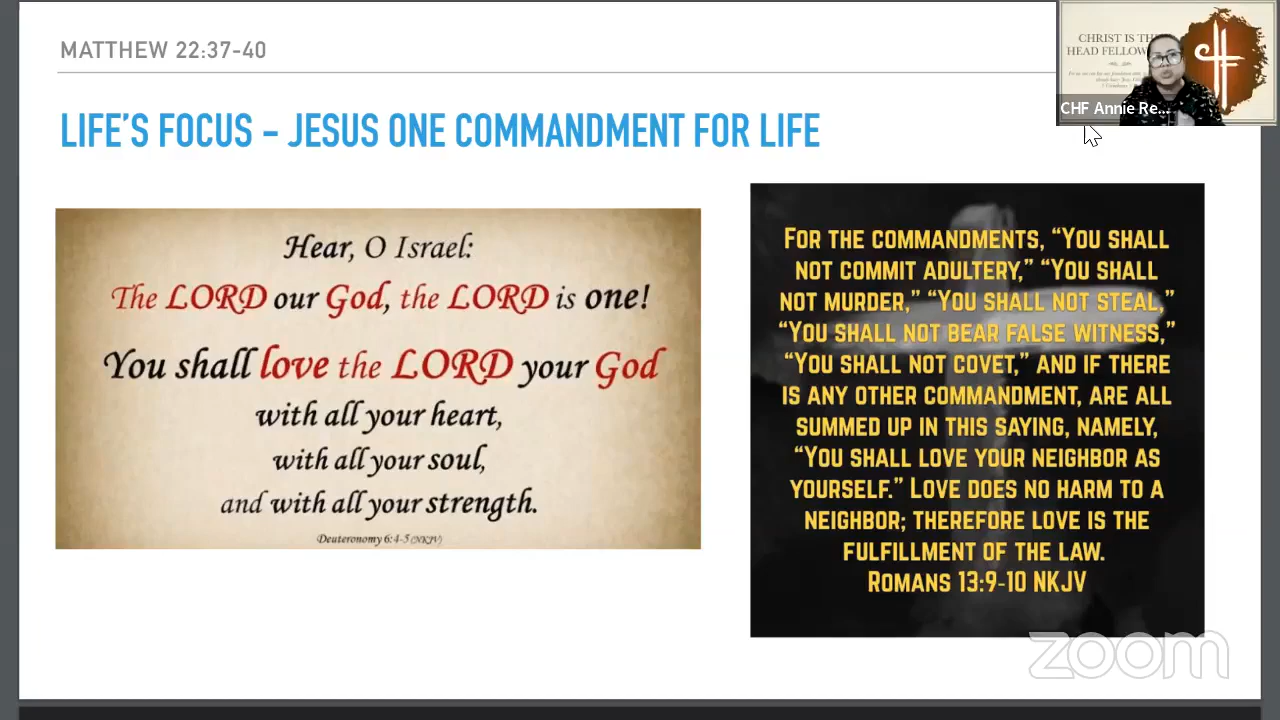 MATTHEW 22:37-40
LIFE'S FOCUS - JESUS ONE COMMANDMENT FOR LIFE
Hear, O Israel:
The LORD our God, the LORD is one!
You shall love the LORD your God
with all your heart,
with all your soul,
and with all your strength.
Deuteronomy 6:4-5 (NKJV)
FOR THE COMMANDMENTS, “YOU SHALL
NOT COMMIT ADULTERY,” “YOU SHALL
NOT MURDER,” “YOU SHALL NOT STEAL,”
“YOU SHALL NOT BEAR FALSE WITNESS,”
“YOU SHALL NOT COVET,” AND IF THERE
IS ANY OTHER COMMANDMENT, ARE ALL
SUMMED UP IN THIS SAYING, NAMELY,
“YOU SHALL LOVE YOUR NEIGHBOR AS
YOURSELF.” LOVE DOES NO HARM TO A
NEIGHBOR; THEREFORE LOVE IS THE
FULFILLMENT OF THE LAW.
ROMANS 13:9-10 NKJV
CHRIST IS TH
HEAD FELLOW
CHF Annie Re...
zoom